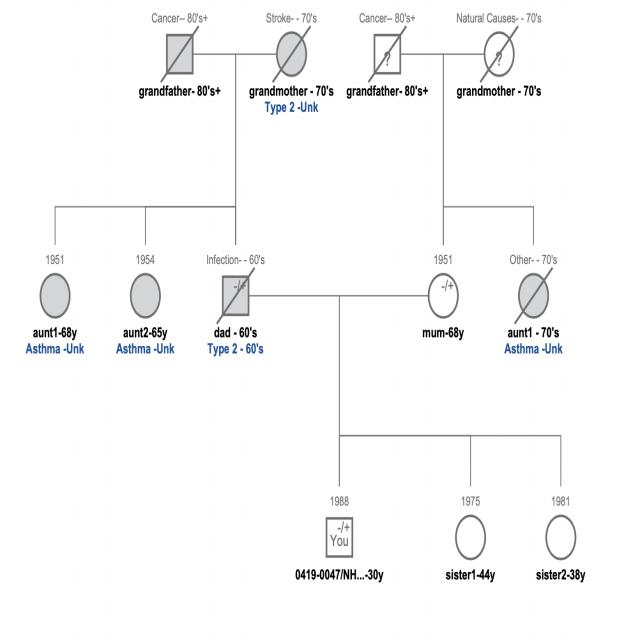 Cancer-- 80's+
Stroke- - 70's
Cancer-- 80's+
Natural Causes- - 70's
?
?
grandfather- 80's+
grandmother - 70's
grandfather- 80's+
grandmother - 70's
Type 2 -Unk
1951
1954
Infection- - 60's
1951
Other- - 70's
-/+
-/+
aunt1-68y
aunt2-65y
dad - 60's
mum-68y
aunt1 - 70's
Asthma -Unk
Asthma -Unk
Type 2 - 60's
Asthma -Unk
1988
1975
1981
-/+
You
0419-0047/NH...-30y
sister1-44y
sister2-38y